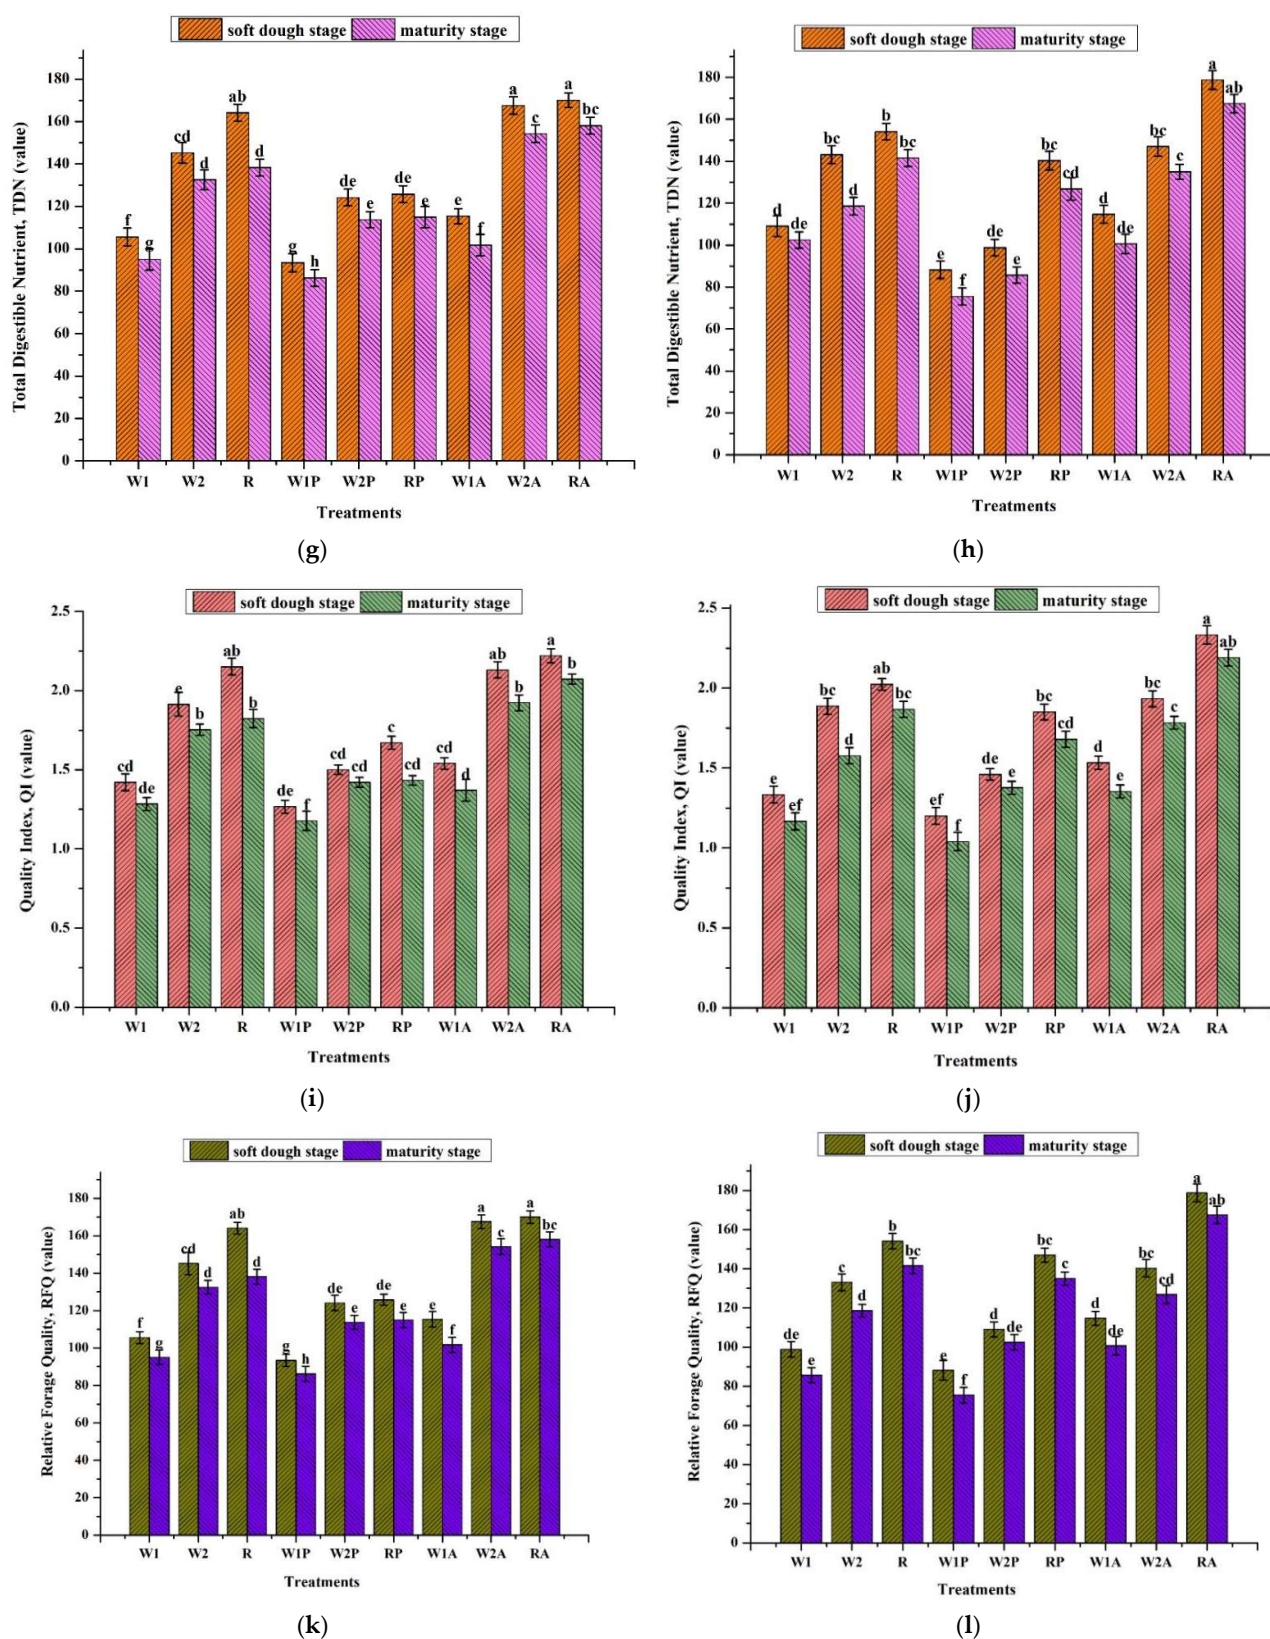 soft dough stage maturity stage
Total Digestible Nutrient, TDN (value)
180
160
140
120
100
80
60
40
20
0
f g cd d ab d g h de e de e f f a c a bc
W1 W2 R W1P W2P RP W1A W2A RA
Treatments
(g)
soft dough stage maturity stage
Total Digestible Nutrient, TDN (value)
180
160
140
120
100
80
60
40
20
0
d de bc d b bc e f de e bc cd d de bc c a ab
W1 W2 R W1P W2P RP W1A W2A RA
Treatments
(h)
soft dough stage maturity stage
Quality Index, QI (value)
2.5
2.0
1.5
1.0
0.5
0.0
cd de e b ab b de f cd cd c cd cd d ab b a b
W1 W2 R W1P W2P RP W1A W2A RA
Treatments
(i)
soft dough stage maturity stage
Quality Index, QI (value)
2.5
2.0
1.5
1.0
0.5
0.0
e ef bc d ab bc ef f de d bc cd d e bc c a ab
W1 W2 R W1P W2P RP W1A W2A RA
Treatments
(j)
soft dough stage maturity stage
Relative Forage Quality, RFQ (value)
180
160
140
120
100
80
60
40
20
0
f g cd d ab d g h de e de e e f a c a bc
W1 W2 R W1P W2P RP W1A W2A RA
Treatments
(k)
soft dough stage maturity stage
Relative Forage Quality, RFQ (value)
180
160
140
120
100
80
60
40
20
0
de e c d b bc e f d de bc c d de bc cd a ab
W1 W2 R W1P W2P RP W1A W2A RA
Treatments
(l)